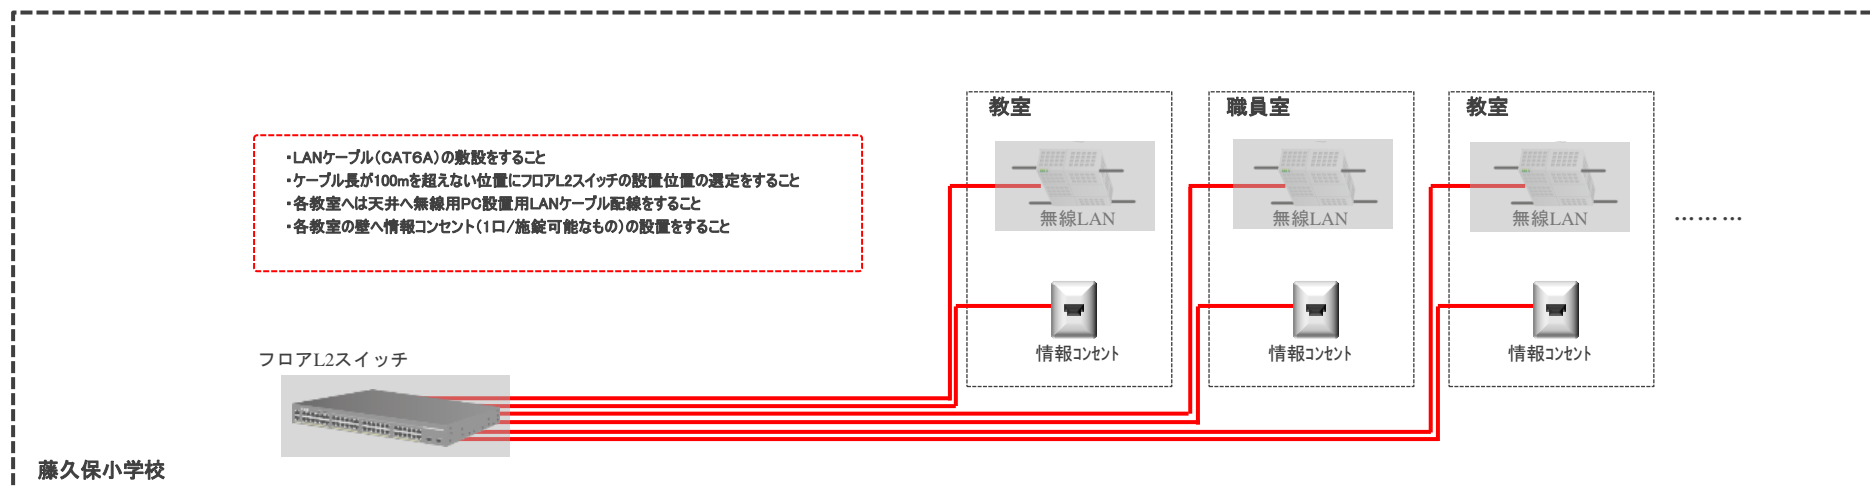 教室
職員室
教室
・LANケーブル（CAT6A）の敷設をすること
・ケーブル長が100mを超えない位置にフロアL2スイッチの設置位置の選定をすること
・各教室へは天井へ無線用PC設置用LANケーブル配線をすること
・各教室の壁へ情報コンセント（1口/施錠可能なもの）の設置をすること
無線LAN
無線LAN
無線LAN
………
情報コンセント
情報コンセント
情報コンセント
フロアL2スイッチ
藤久保小学校